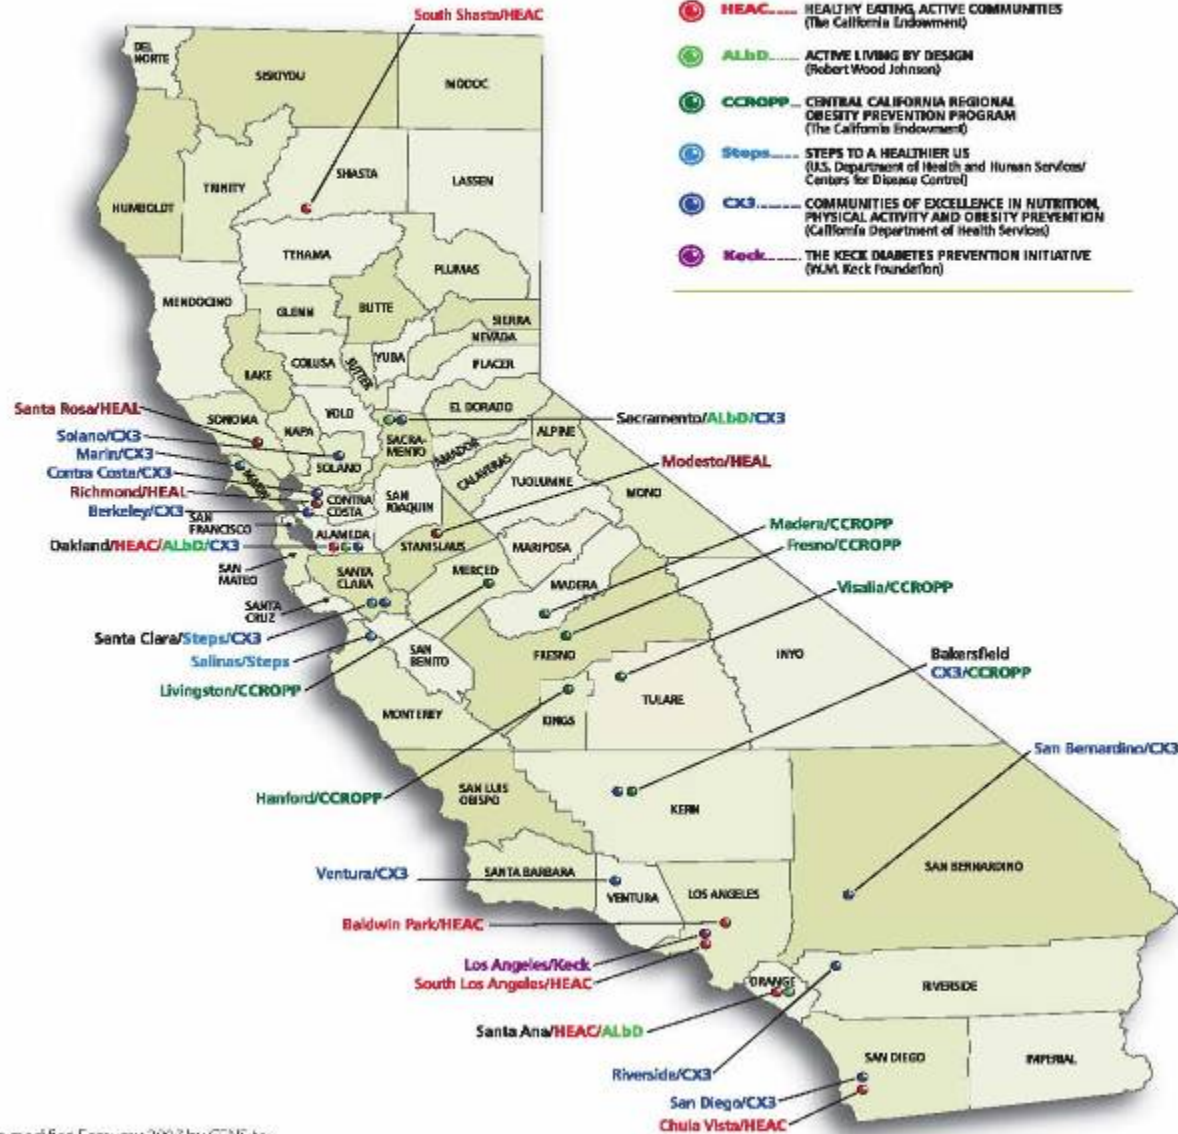 South Shasta/HEAC
HEAC...... HEALTHY EATING, ACTIVE COMMUNITIES
(The California Endowment)
ALbD...... ACTIVE LIVING BY DESIGN
(Robert Wood Johnson)
CCROPP... CENTRAL CALIFORNIA REGIONAL
OBESITY PREVENTION PROGRAM
(The California Endowment)
Steps...... STEPS TO A HEALTHIER US
(U.S. Department of Health and Human Services/
Centers for Disease Control)
CX3......... COMMUNITIES OF EXCELLENCE IN NUTRITION,
PHYSICAL ACTIVITY AND OBESITY PREVENTION
(California Department of Health Services)
Keck........ THE KECK DIABETES PREVENTION INITIATIVE
(W.M. Keck Foundation)
DEL
NORTE
SISKIYOU
MODOC
HUMBOLDT
TRINITY
SHASTA
LASSEN
TEHAMA
PLUMAS
MENDOCINO
GLENN
BUTTE
SIERRA
NEVADA
PLACER
LAKE
COLUSA
SUTTER
YUBA
SONOMA
NAPA
YOLO
EL DORADO
SACRA-
MENTO
AMADOR
ALPINE
SOLANO
MARIN
CALAVERAS
TUOLUMNE
MONO
CONTRA
COSTA
SAN
JOAQUIN
SAN
FRANCISCO
ALAMEDA
STANISLAUS
MARIPOSA
SAN
MATEO
SANTA
CLARA
MERCED
MADERA
SANTA
CRUZ
SAN
BENITO
FRESNO
INYO
MONTEREY
KINGS
TULARE
SAN LUIS
OBISPO
KERN
SAN BERNARDINO
SANTA BARBARA
VENTURA
LOS ANGELES
ORANGE
RIVERSIDE
SAN DIEGO
IMPERIAL
Santa Rosa/HEAL
Solano/CX3
Marin/CX3
Contra Costa/CX3
Richmond/HEAL
Berkeley/CX3
Oakland/HEAC/ALbD/CX3
Santa Clara/Steps/CX3
Salinas/Steps
Livingston/CCROPP
Hanford/CCROPP
Ventura/CX3
Baldwin Park/HEAC
Los Angeles/Keck
South Los Angeles/HEAC
Santa Ana/HEAC/ALbD
Riverside/CX3
San Diego/CX3
Chula Vista/HEAC
Sacramento/ALbD/CX3
Modesto/HEAL
Madera/CCROPP
Fresno/CCROPP
Visalia/CCROPP
Bakersfield
CX3/CCROPP
San Bernardino/CX3